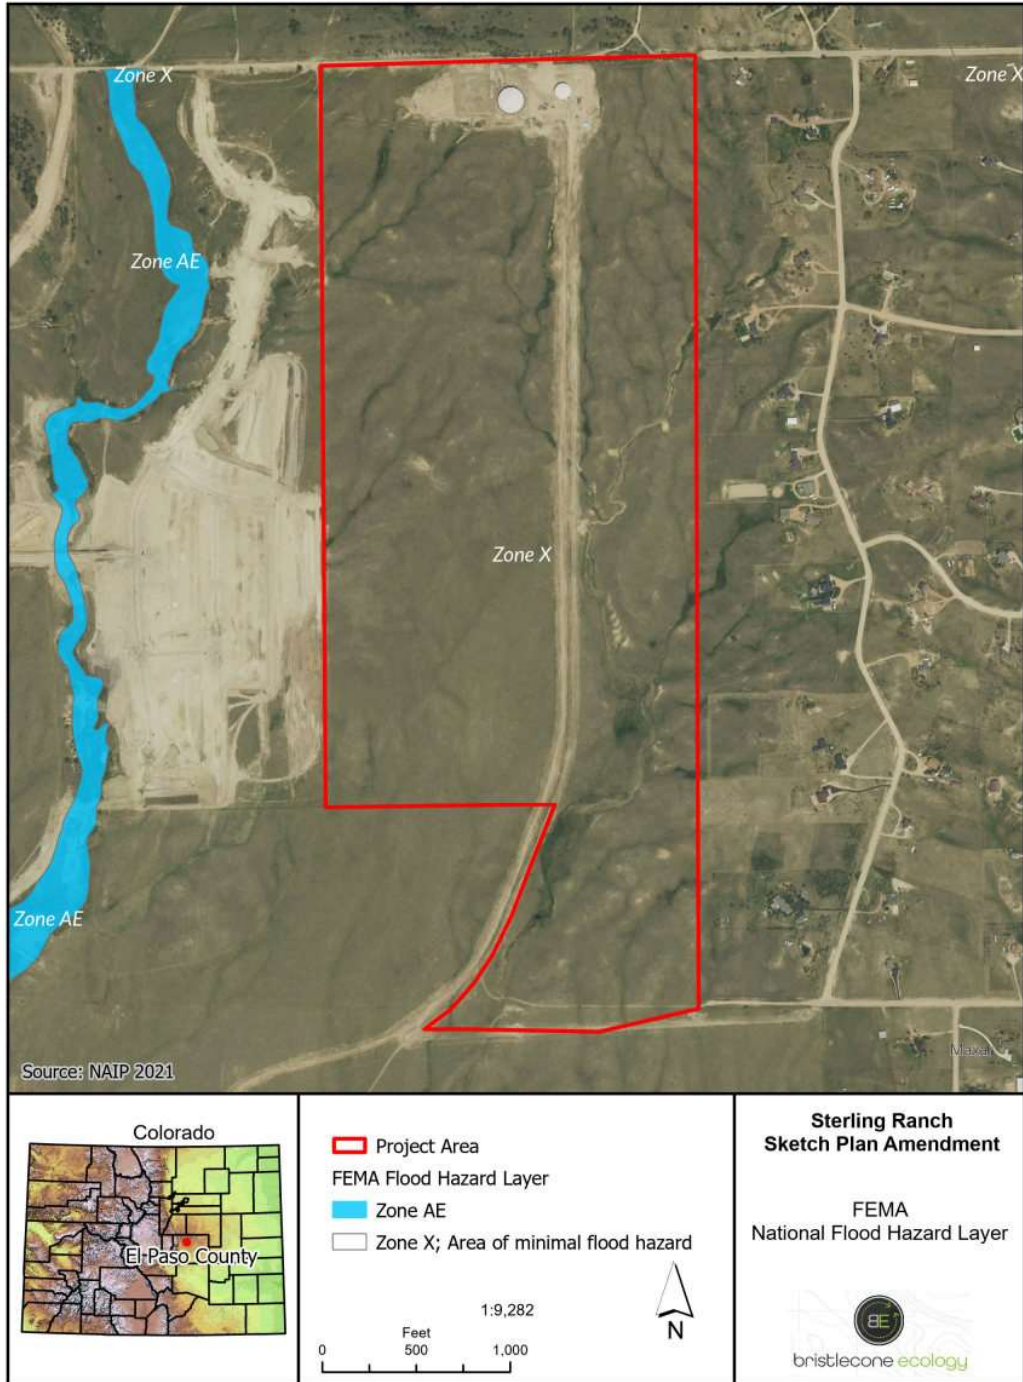 Zone X
Zone X
Zone AE
Zone X
Zone AE
Maxar
Source: NAIP 2021
Colorado
El Paso County
Project Area
FEMA Flood Hazard Layer
Zone AE
Zone X; Area of minimal flood hazard
1:9,282
Feet
0 500 1,000
N
Sterling Ranch
Sketch Plan Amendment
FEMA
National Flood Hazard Layer
BE
bristlecone ecology